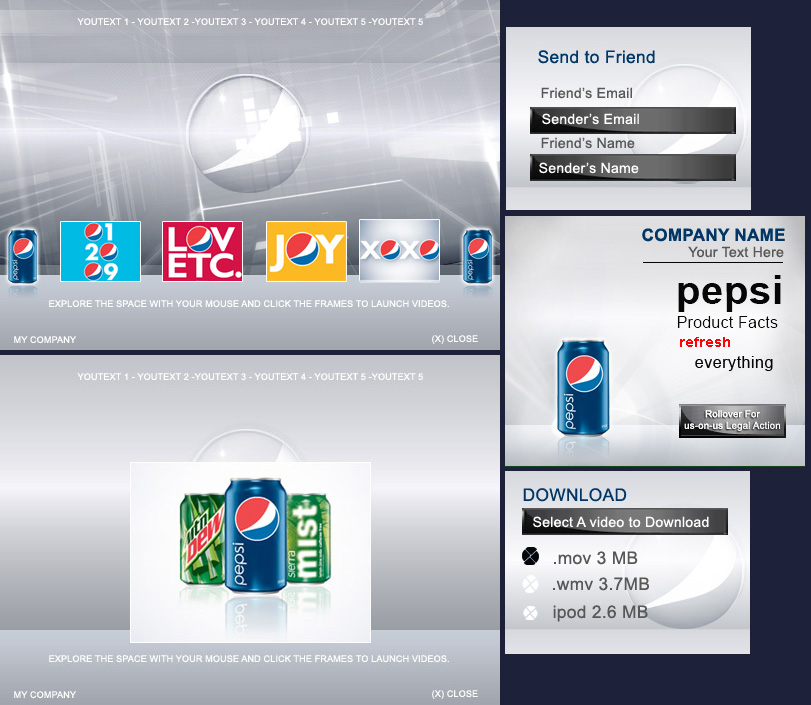 YOUTEXT 1 - YOUTEXT 2 -YOUTEXT 3 - YOUTEXT 4 - YOUTEXT 5 -YOUTEXT 5
pepsi
01
20
09
LOV
ETC.
JOY
XOXO
pepsi
EXPLORE THE SPACE WITH YOUR MOUSE AND CLICK THE FRAMES TO LAUNCH VIDEOS.
MY COMPANY
(X) CLOSE
YOUTEXT 1 - YOUTEXT 2 -YOUTEXT 3 - YOUTEXT 4 - YOUTEXT 5 -YOUTEXT 5
mtn
DEW
pepsi
sierra
mist
EXPLORE THE SPACE WITH YOUR MOUSE AND CLICK THE FRAMES TO LAUNCH VIDEOS.
MY COMPANY
(X) CLOSE
Send to Friend
Friend's Email
Sender's Email
Friend's Name
Sender's Name
COMPANY NAME
Your Text Here
pepsi
Product Facts
refresh
everything
pepsi
Rollover For
us-on-us Legal Action
DOWNLOAD
Select A video to Download
.mov 3 MB
.wmv 3.7MB
ipod 2.6 MB